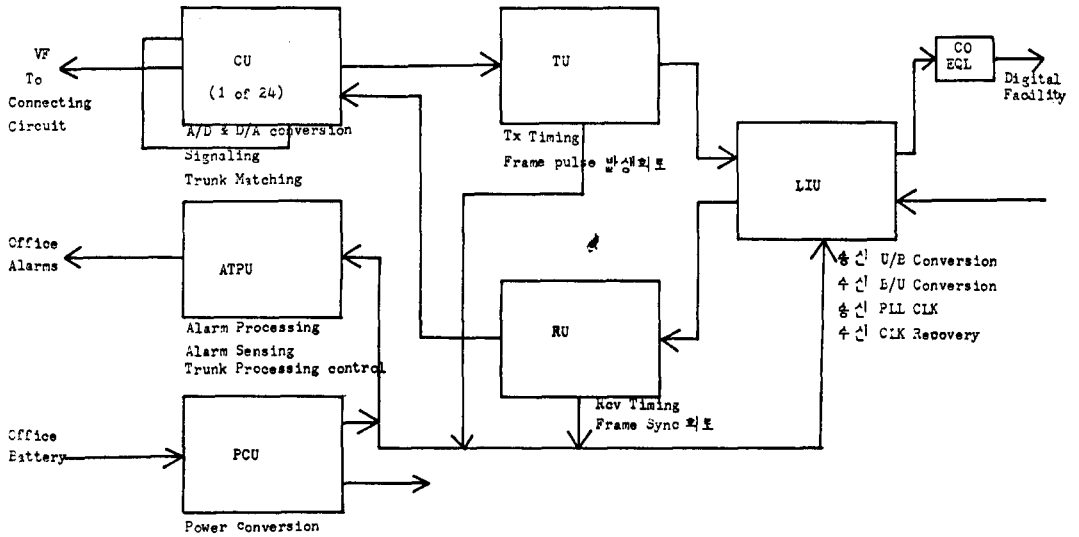 VF
To
Connecting
Circuit
CU
(1 of 24)
A/D & D/A conversion
Signaling
Trunk Matching
TU
Tx Timing
Frame pulse 발생회로
CO
EQL
Digital
Facility
LIU
송신 U/B Conversion
수신 B/U Conversion
송신 PLL CLK
수신 CLK Recovery
Office
Alarms
ATPU
Alarm Processing
Alarm Sensing
Trunk Processing control
RU
Rcv Timing
Frame Sync 회로
Office
Battery
PCU
Power Conversion